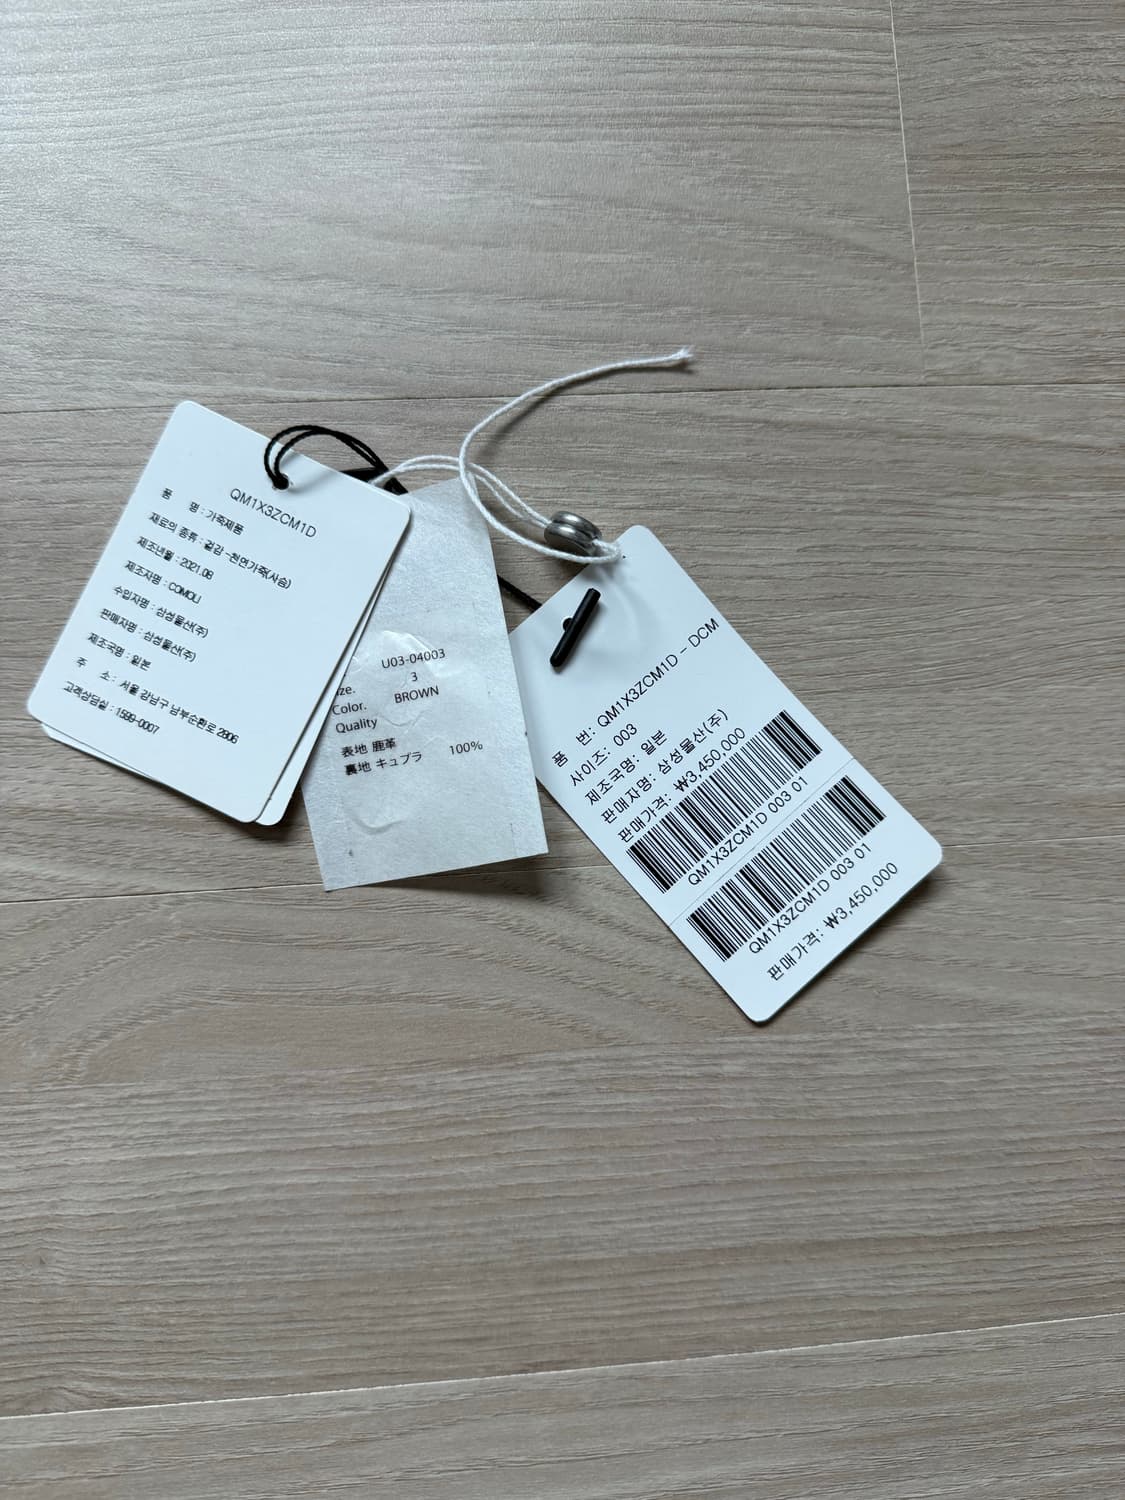 QM1X3ZCM1D
품 명 : 가죽제품
재료의 종류 : 겉감-천연가죽(사슴)
제조년월 : 2021.08
제조자명 : COMOLI
수입자명 : 삼성물산(주)
판매자명 : 삼성물산(주)
제조국명 : 일본
주 소 : 서울 강남구 남부순환로 2806
고객상담실 : 1599-0007
U03-04003
3
Color. BROWN
Quality
表地 鹿革
裏地 キュプラ 100%
품 번: QM1X3ZCM1D - DCM
사이즈: 003
제조국명: 일본
판매자명: 삼성물산(주)
판매가격: ₩3,450,000
QM1X3ZCM1D 003 01
QM1X3ZCM1D 003 01
판매가격: ₩3,450,000